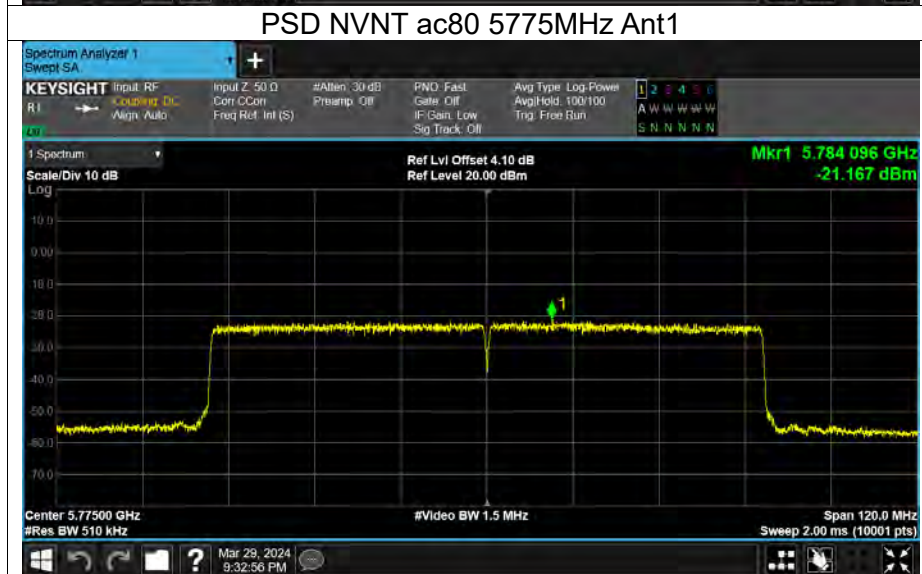 PSD NVNT ac80 5775MHz Ant1
Spectrum Analyzer 1
Swept SA
+
KEYSIGHT Input: RF
R L
Coupling: DC
Align: Auto
Input Z: 50 Ω
Corr CCorr
Freq Ref: Int (S)
#Atten: 30 dB
Preamp: Off
PNO: Fast
Gate: Off
IF Gain: Low
Sig Track: Off
Avg Type: Log-Power
Avg|Hold: 100/100
Trig: Free Run
1 2 3 4 5 6
A W W W W W
S N N N N N
1 Spectrum
Scale/Div 10 dB
Log
Ref Lvl Offset 4.10 dB
Ref Level 20.00 dBm
Mkr1 5.784 096 GHz
-21.167 dBm
10.0
0.00
-10.0
-20.0
-30.0
-40.0
-50.0
-60.0
-70.0
1
Center 5.77500 GHz
#Res BW 510 kHz
#Video BW 1.5 MHz
Span 120.0 MHz
Sweep 2.00 ms (10001 pts)
?
Mar 29, 2024
9:32:56 PM